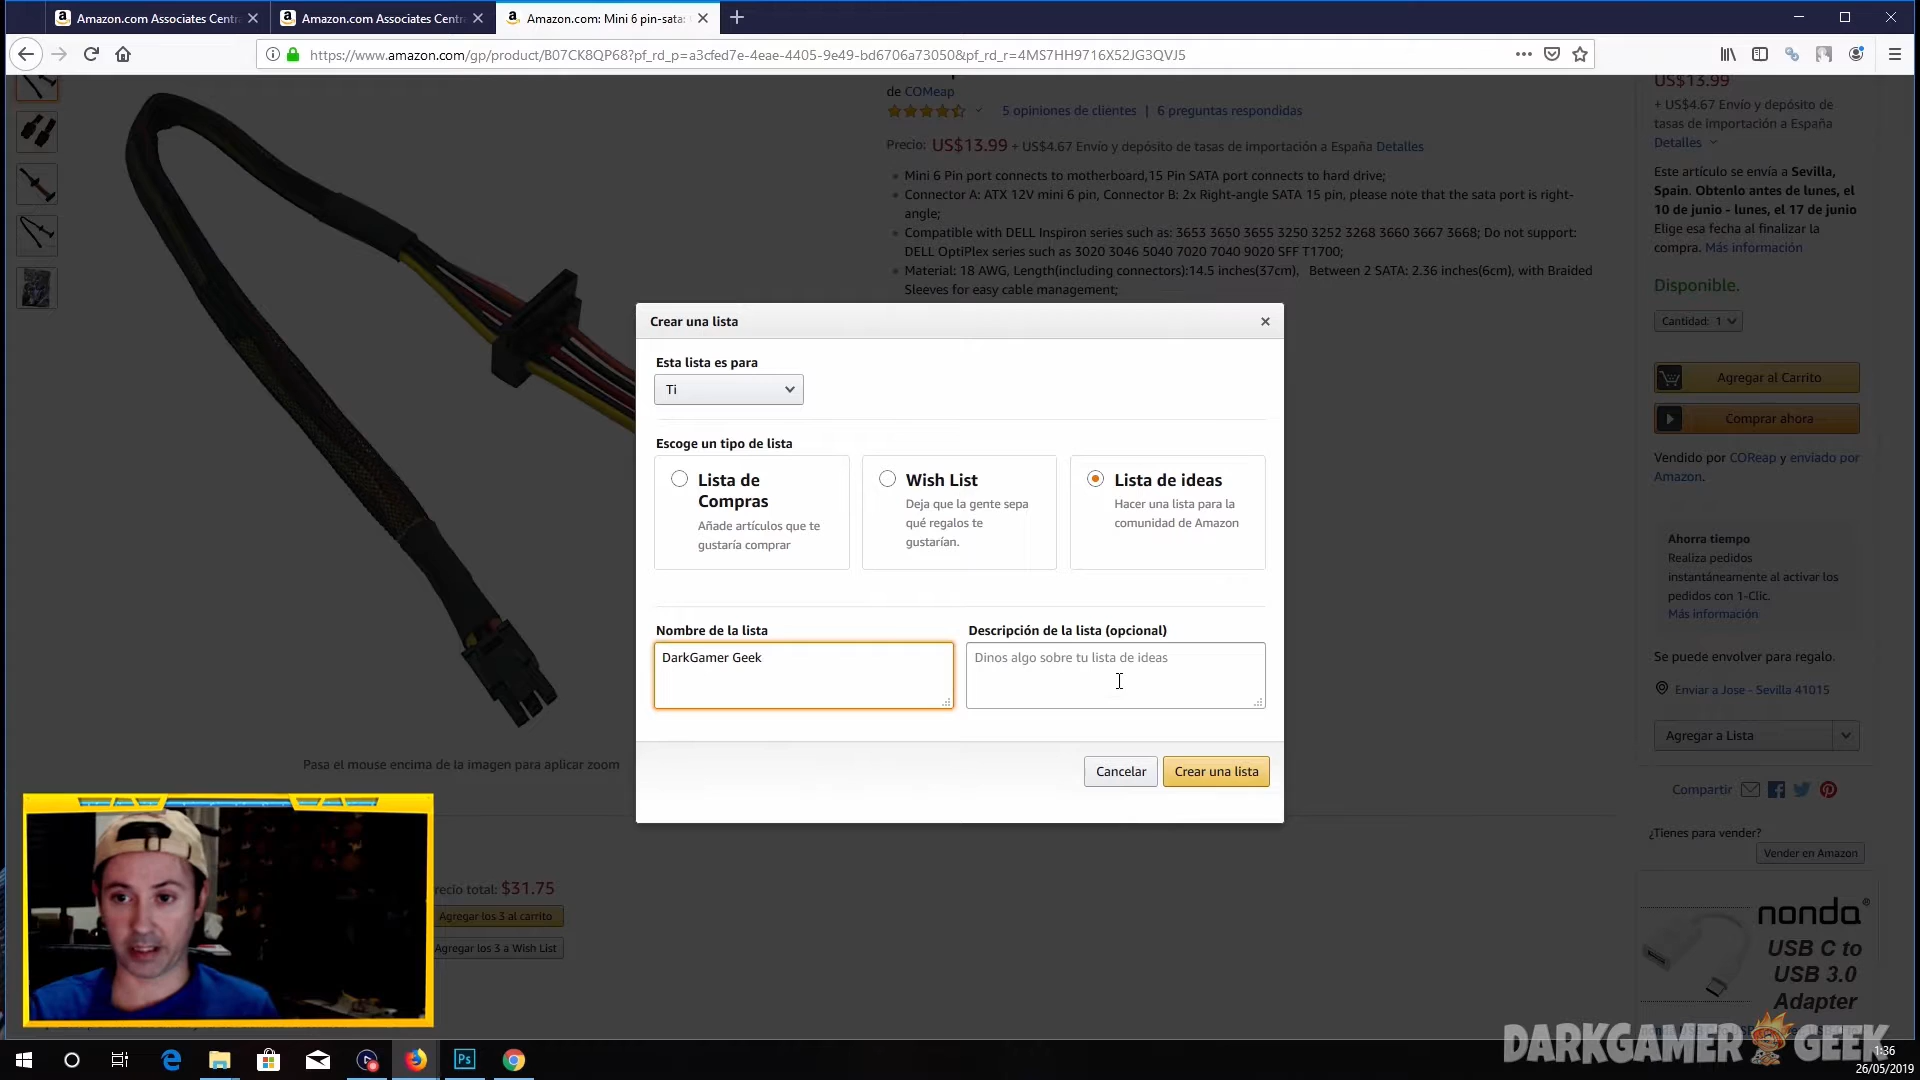 Amazon.com Associates Centr
Amazon.com Associates Centr
Amazon.com: Mini 6 pin-sata:
https://www.amazon.com/gp/product/B07CK8QP68?pf_rd_p=a3cfed7e-4eae-4405-9e49-bd6706a73050&pf_rd_r=4MS7HH9716X52JG3QVJ5
de COMeap
5 opiniones de clientes | 6 preguntas respondidas
Precio: US$13.99 + US$4.67 Envío y depósito de tasas de importación a España Detalles
Mini 6 Pin port connects to motherboard,15 Pin SATA port connects to hard drive;
Connector A: ATX 12V mini 6 pin, Connector B: 2x Right-angle SATA 15 pin, please note that the sata port is right-
angle;
Compatible with DELL Inspiron series such as: 3653 3650 3655 3250 3252 3268 3660 3667 3668; Do not support:
DELL OptiPlex series such as 3020 3046 5040 7020 7040 9020 SFF T1700;
Material: 18 AWG, Length(including connectors):14.5 inches(37cm), Between 2 SATA: 2.36 inches(6cm), with Braided
Sleeves for easy cable management;
US$13.99
+ US$4.67 Envío y depósito de
tasas de importación a España
Detalles
Este artículo se envía a Sevilla,
Spain. Obtenlo antes de lunes, el
10 de junio - lunes, el 17 de junio
Elige esa fecha al finalizar la
compra. Más información
Disponible.
Cantidad: 1
Agregar al Carrito
Comprar ahora
Vendido por COReap y enviado por
Amazon.
Ahorra tiempo
Realiza pedidos
instantáneamente al activar los
pedidos con 1-Clic.
Más información
Se puede envolver para regalo.
Enviar a Jose - Sevilla 41015
Agregar a Lista
Compartir
¿Tienes para vender?
Vender en Amazon
nonda®
USB C to
USB 3.0
Adapter
Crear una lista
Esta lista es para
Ti
Escoge un tipo de lista
Lista de
Compras
Añade artículos que te
gustaría comprar
Wish List
Deja que la gente sepa
qué regalos te
gustarían.
Lista de ideas
Hacer una lista para la
comunidad de Amazon
Nombre de la lista
DarkGamer Geek
Descripción de la lista (opcional)
Dinos algo sobre tu lista de ideas
Cancelar
Crear una lista
Pasa el mouse encima de la imagen para aplicar zoom
recio total: $31.75
Agregar los 3 al carrito
Agregar los 3 a Wish List
DARKGAMER GEEK
Ps
1:36
26/05/2019